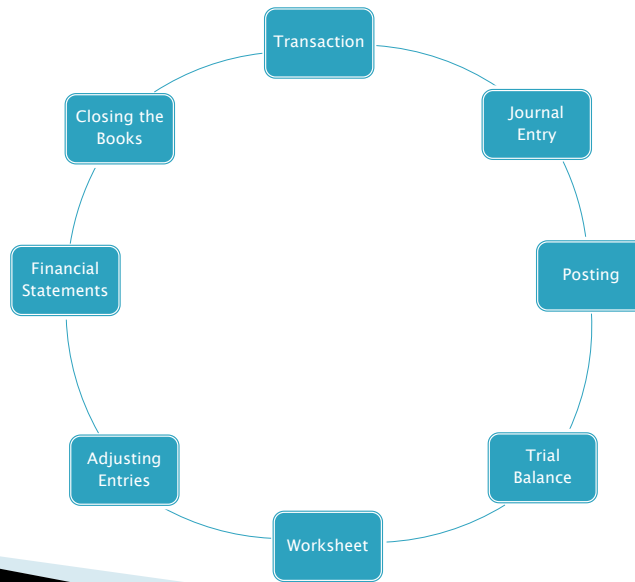 Transaction
Journal
Entry
Posting
Trial
Balance
Worksheet
Adjusting
Entries
Financial
Statements
Closing the
Books